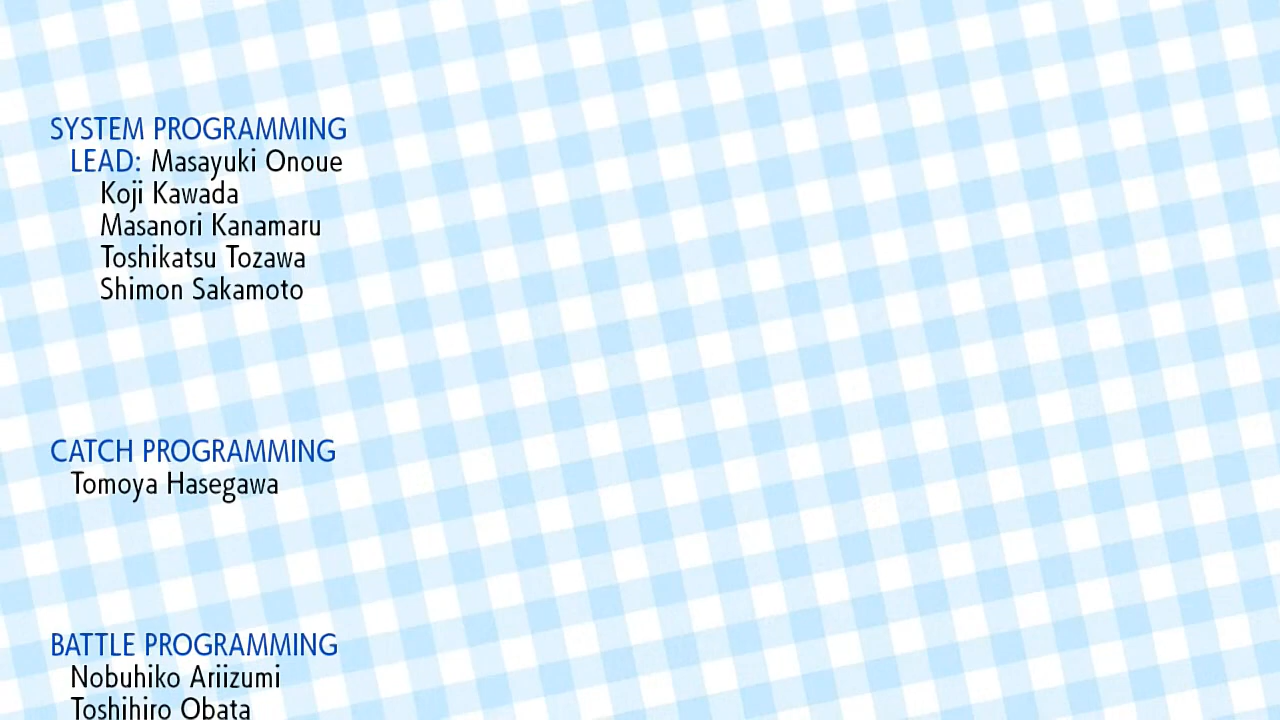 SYSTEM PROGRAMMING
LEAD: Masayuki Onoue
Koji Kawada
Masanori Kanamaru
Toshikatsu Tozawa
Shimon Sakamoto
CATCH PROGRAMMING
Tomoya Hasegawa
BATTLE PROGRAMMING
Nobuhiko Ariizumi
Toshihiro Obata